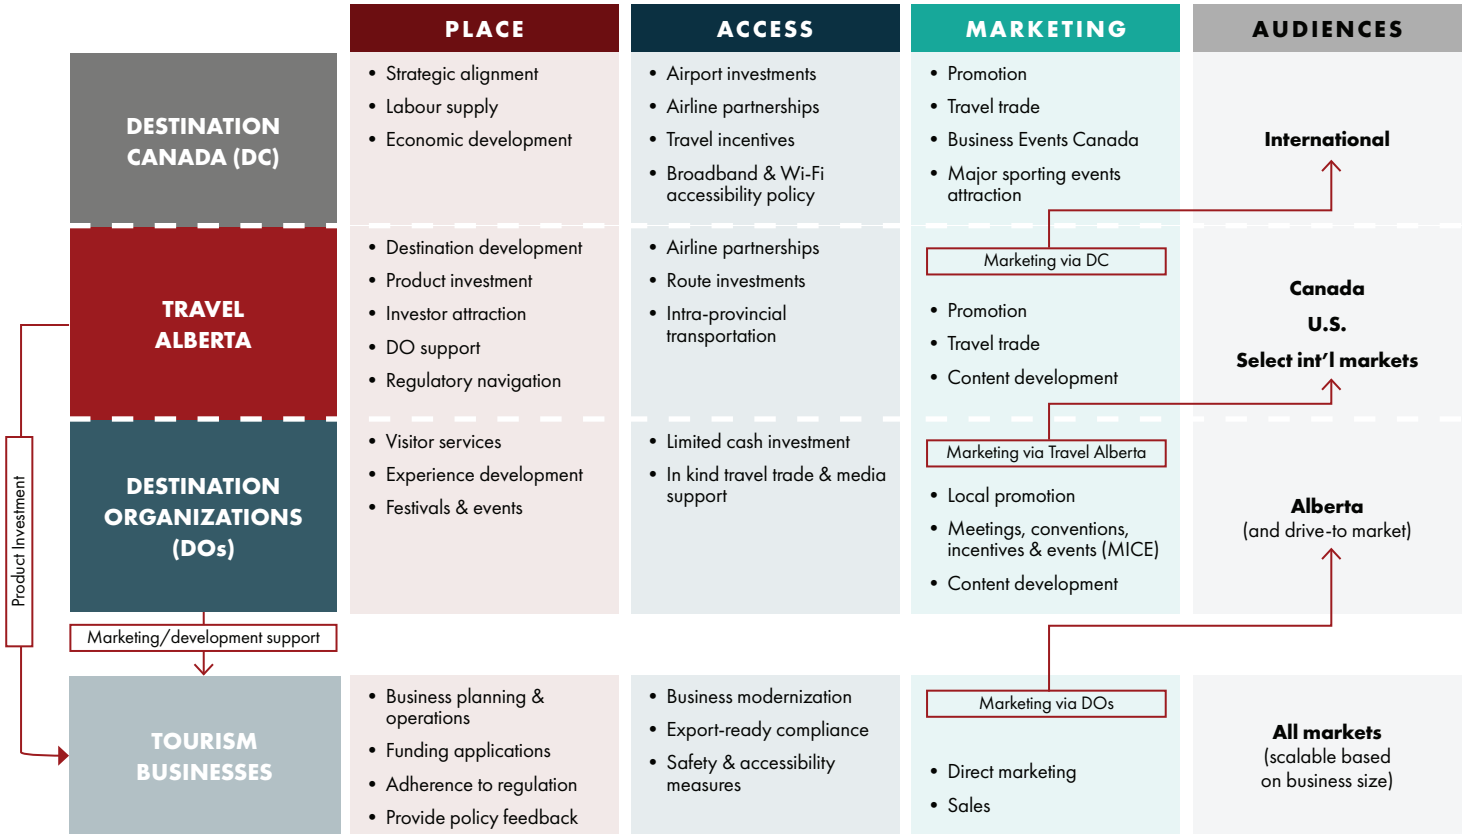 PLACE
ACCESS
MARKETING
AUDIENCES
DESTINATION
CANADA (DC)
• Strategic alignment
• Labour supply
• Economic development
• Airport investments
• Airline partnerships
• Travel incentives
• Broadband & Wi-Fi
accessibility policy
• Promotion
• Travel trade
• Business Events Canada
• Major sporting events
attraction
International
TRAVEL
ALBERTA
• Destination development
• Product investment
• Investor attraction
• DO support
• Regulatory navigation
• Airline partnerships
• Route investments
• Intra-provincial
transportation
Marketing via DC
• Promotion
• Travel trade
• Content development
Canada
U.S.
Select int’l markets
DESTINATION
ORGANIZATIONS
(DOs)
• Visitor services
• Experience development
• Festivals & events
• Limited cash investment
• In kind travel trade & media
support
Marketing via Travel Alberta
• Local promotion
• Meetings, conventions,
incentives & events (MICE)
• Content development
Alberta
(and drive-to market)
Product Investment
Marketing/development support
TOURISM
BUSINESSES
• Business planning &
operations
• Funding applications
• Adherence to regulation
• Provide policy feedback
• Business modernization
• Export-ready compliance
• Safety & accessibility
measures
Marketing via DOs
• Direct marketing
• Sales
All markets
(scalable based
on business size)